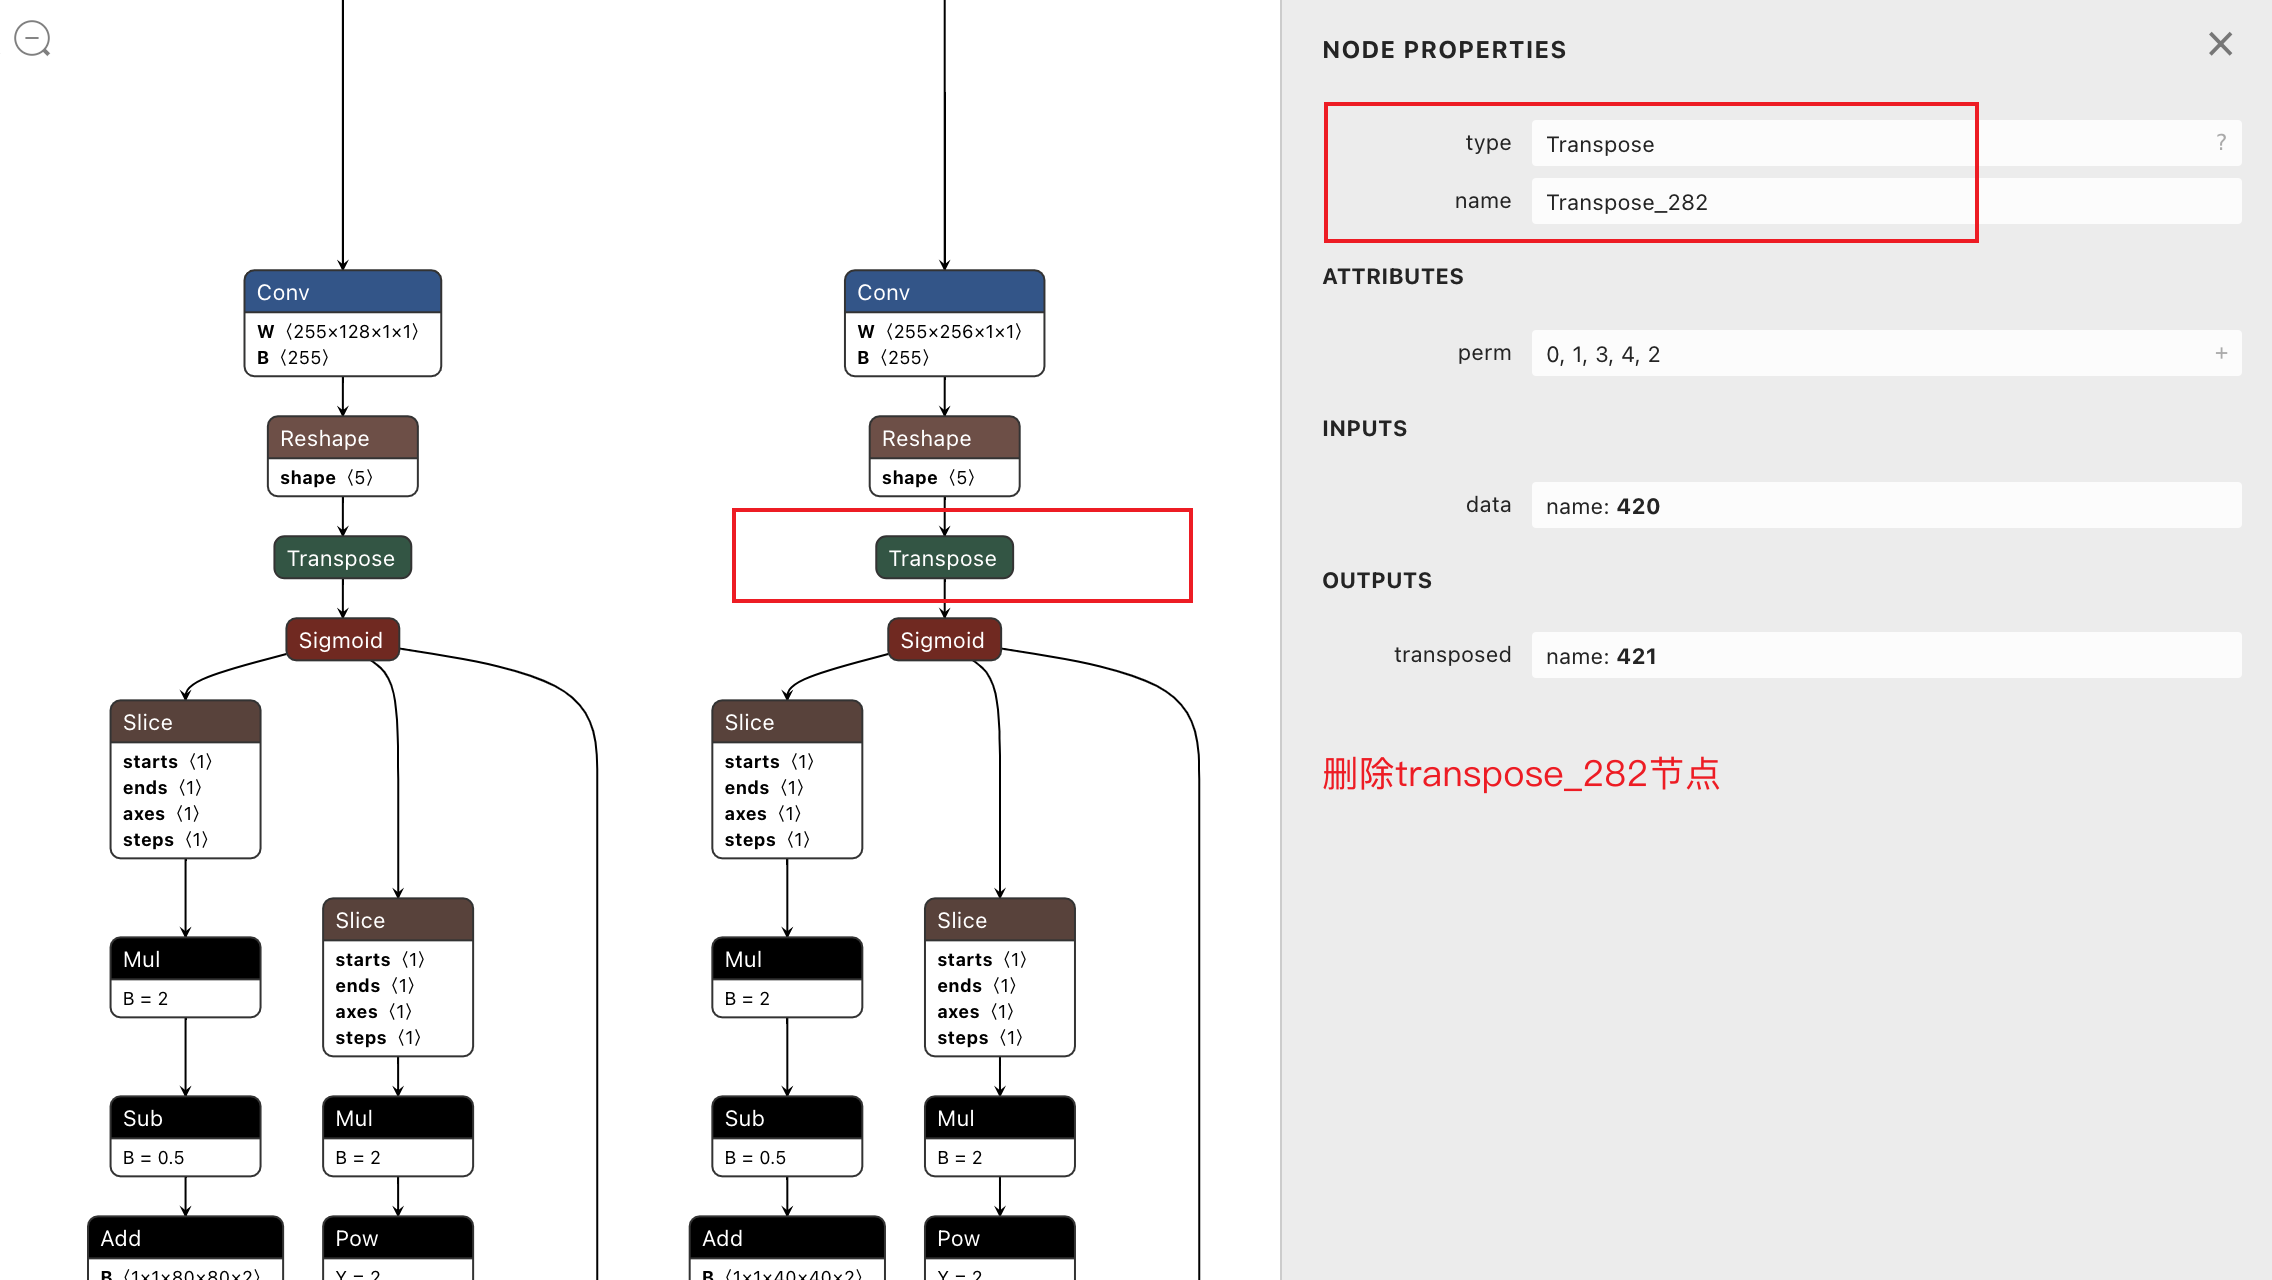 Conv
W ⟨255×128×1×1⟩
B ⟨255⟩
Reshape
shape ⟨5⟩
Transpose
Sigmoid
Slice
starts ⟨1⟩
ends ⟨1⟩
axes ⟨1⟩
steps ⟨1⟩
Mul
B = 2
Sub
B = 0.5
Add
B ⟨1×1×80×80×2⟩
Slice
starts ⟨1⟩
ends ⟨1⟩
axes ⟨1⟩
steps ⟨1⟩
Mul
B = 2
Pow
Y = 2
Conv
W ⟨255×256×1×1⟩
B ⟨255⟩
Reshape
shape ⟨5⟩
Transpose
Sigmoid
Slice
starts ⟨1⟩
ends ⟨1⟩
axes ⟨1⟩
steps ⟨1⟩
Mul
B = 2
Sub
B = 0.5
Add
B ⟨1×1×40×40×2⟩
Slice
starts ⟨1⟩
ends ⟨1⟩
axes ⟨1⟩
steps ⟨1⟩
Mul
B = 2
Pow
Y = 2
NODE PROPERTIES
type Transpose ?
name Transpose_282
ATTRIBUTES
perm 0, 1, 3, 4, 2 +
INPUTS
data name: 420
OUTPUTS
transposed name: 421
删除transpose_282节点